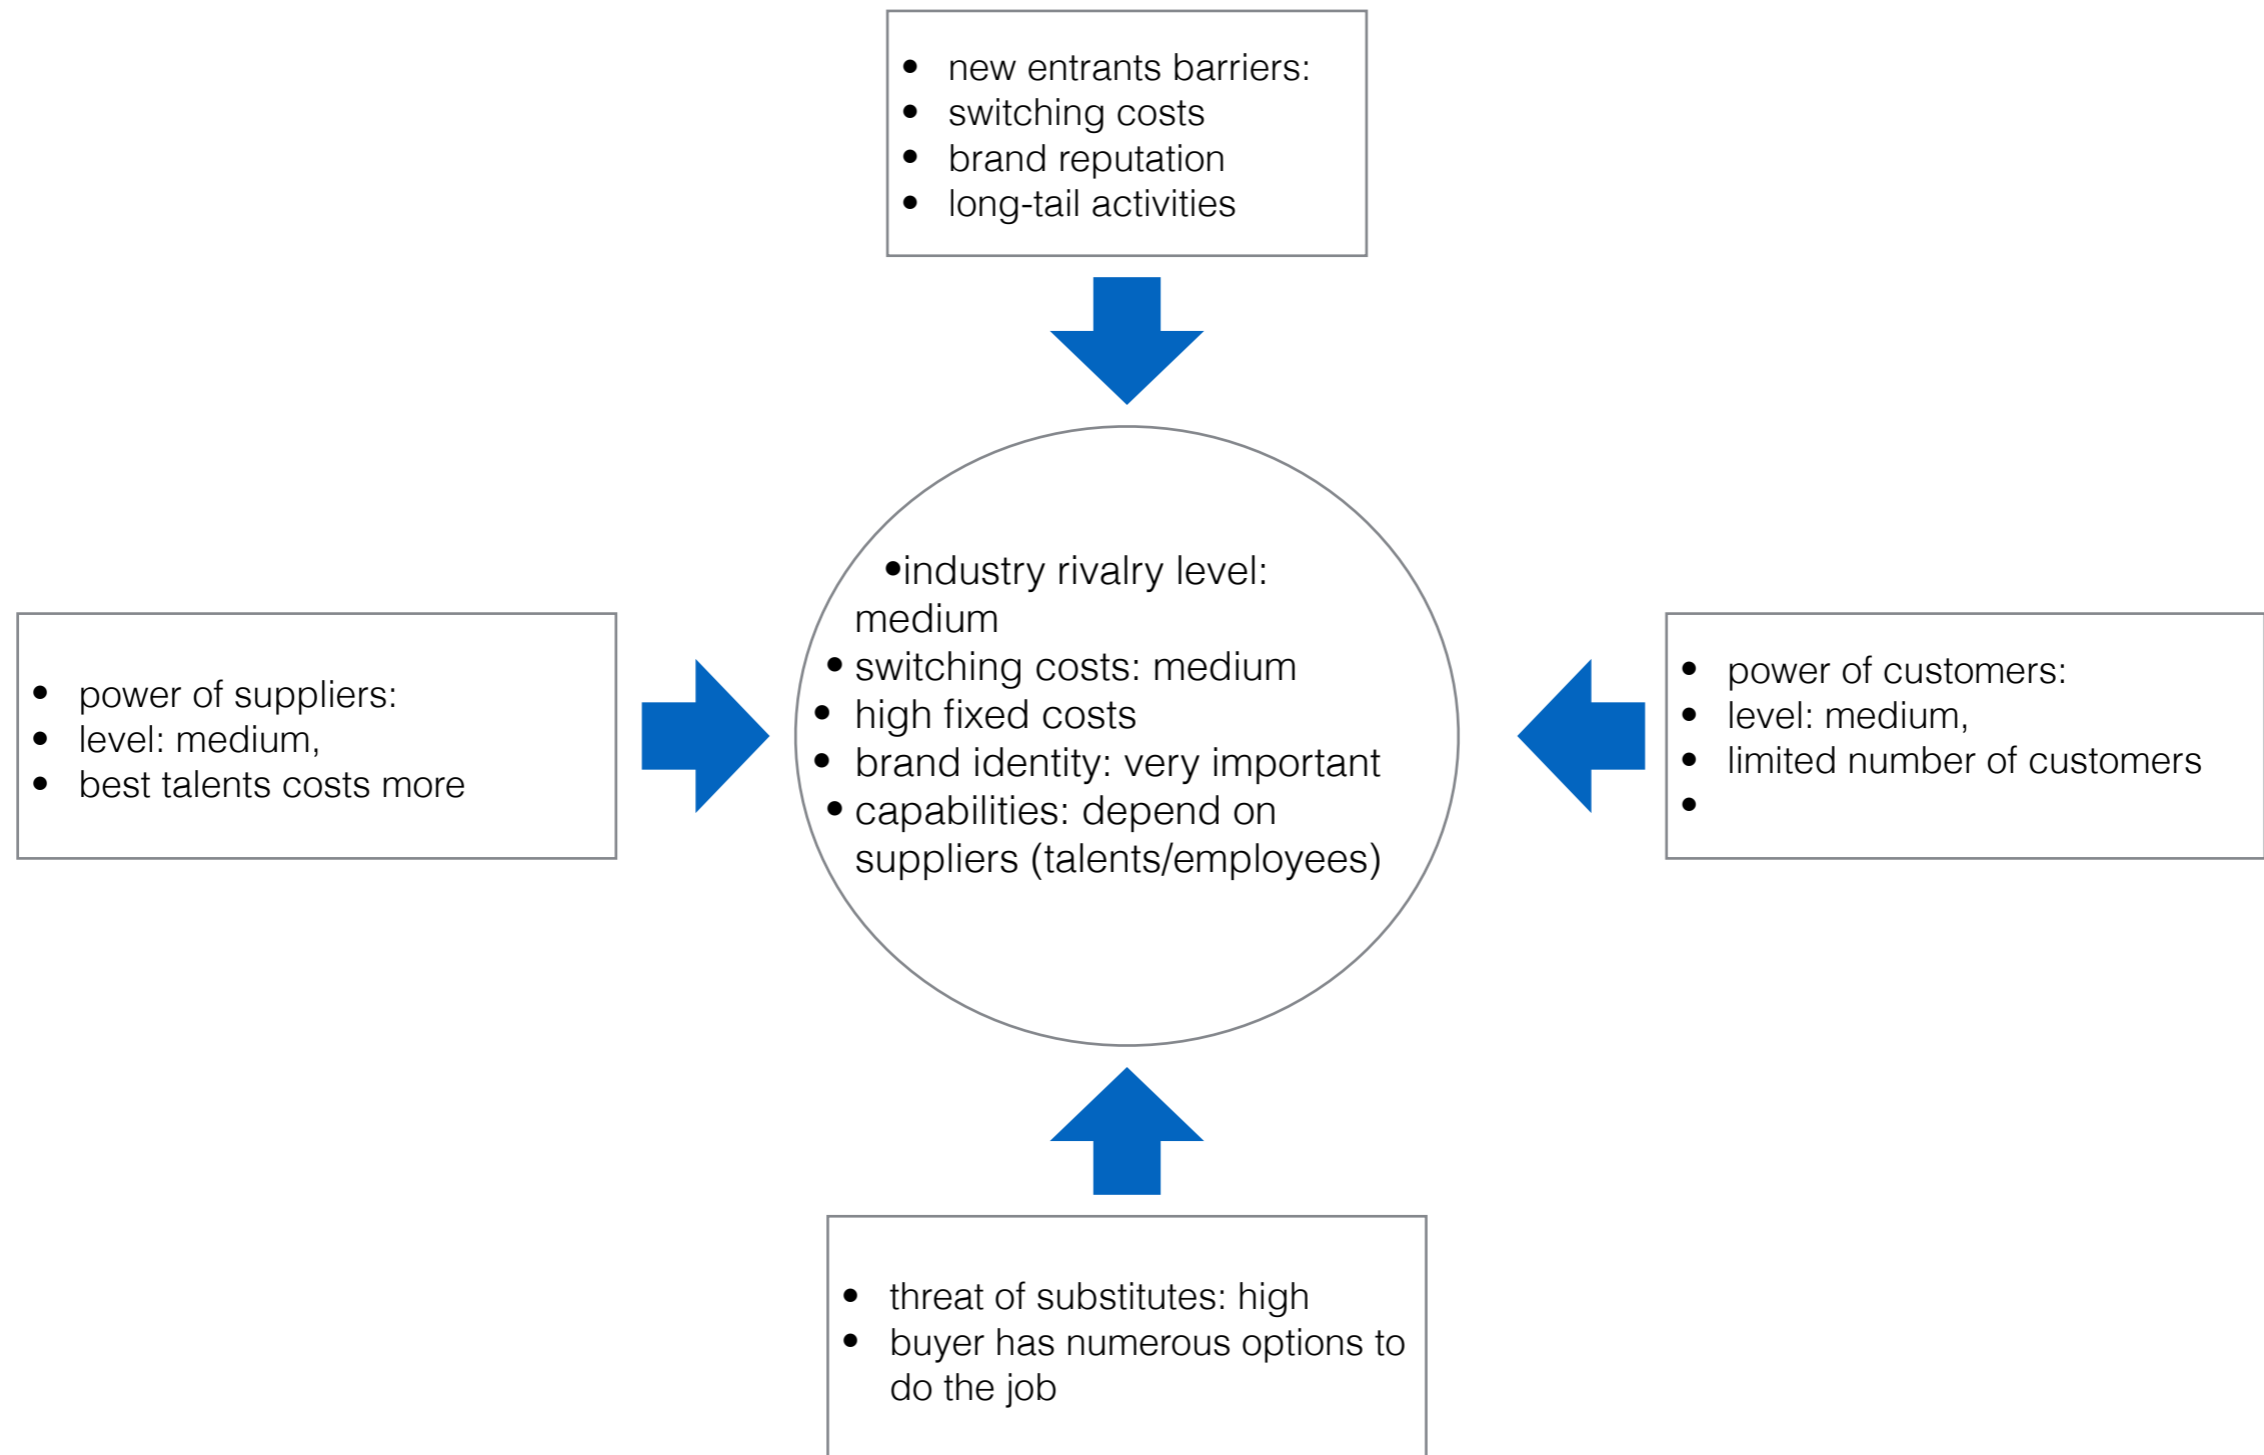 • new entrants barriers:
• switching costs
• brand reputation
• long-tail activities
•industry rivalry level:
medium
• switching costs: medium
• high fixed costs
• brand identity: very important
• capabilities: depend on
suppliers (talents/employees)
• power of suppliers:
• level: medium,
• best talents costs more
• power of customers:
• level: medium,
• limited number of customers
•
• threat of substitutes: high
• buyer has numerous options to
do the job